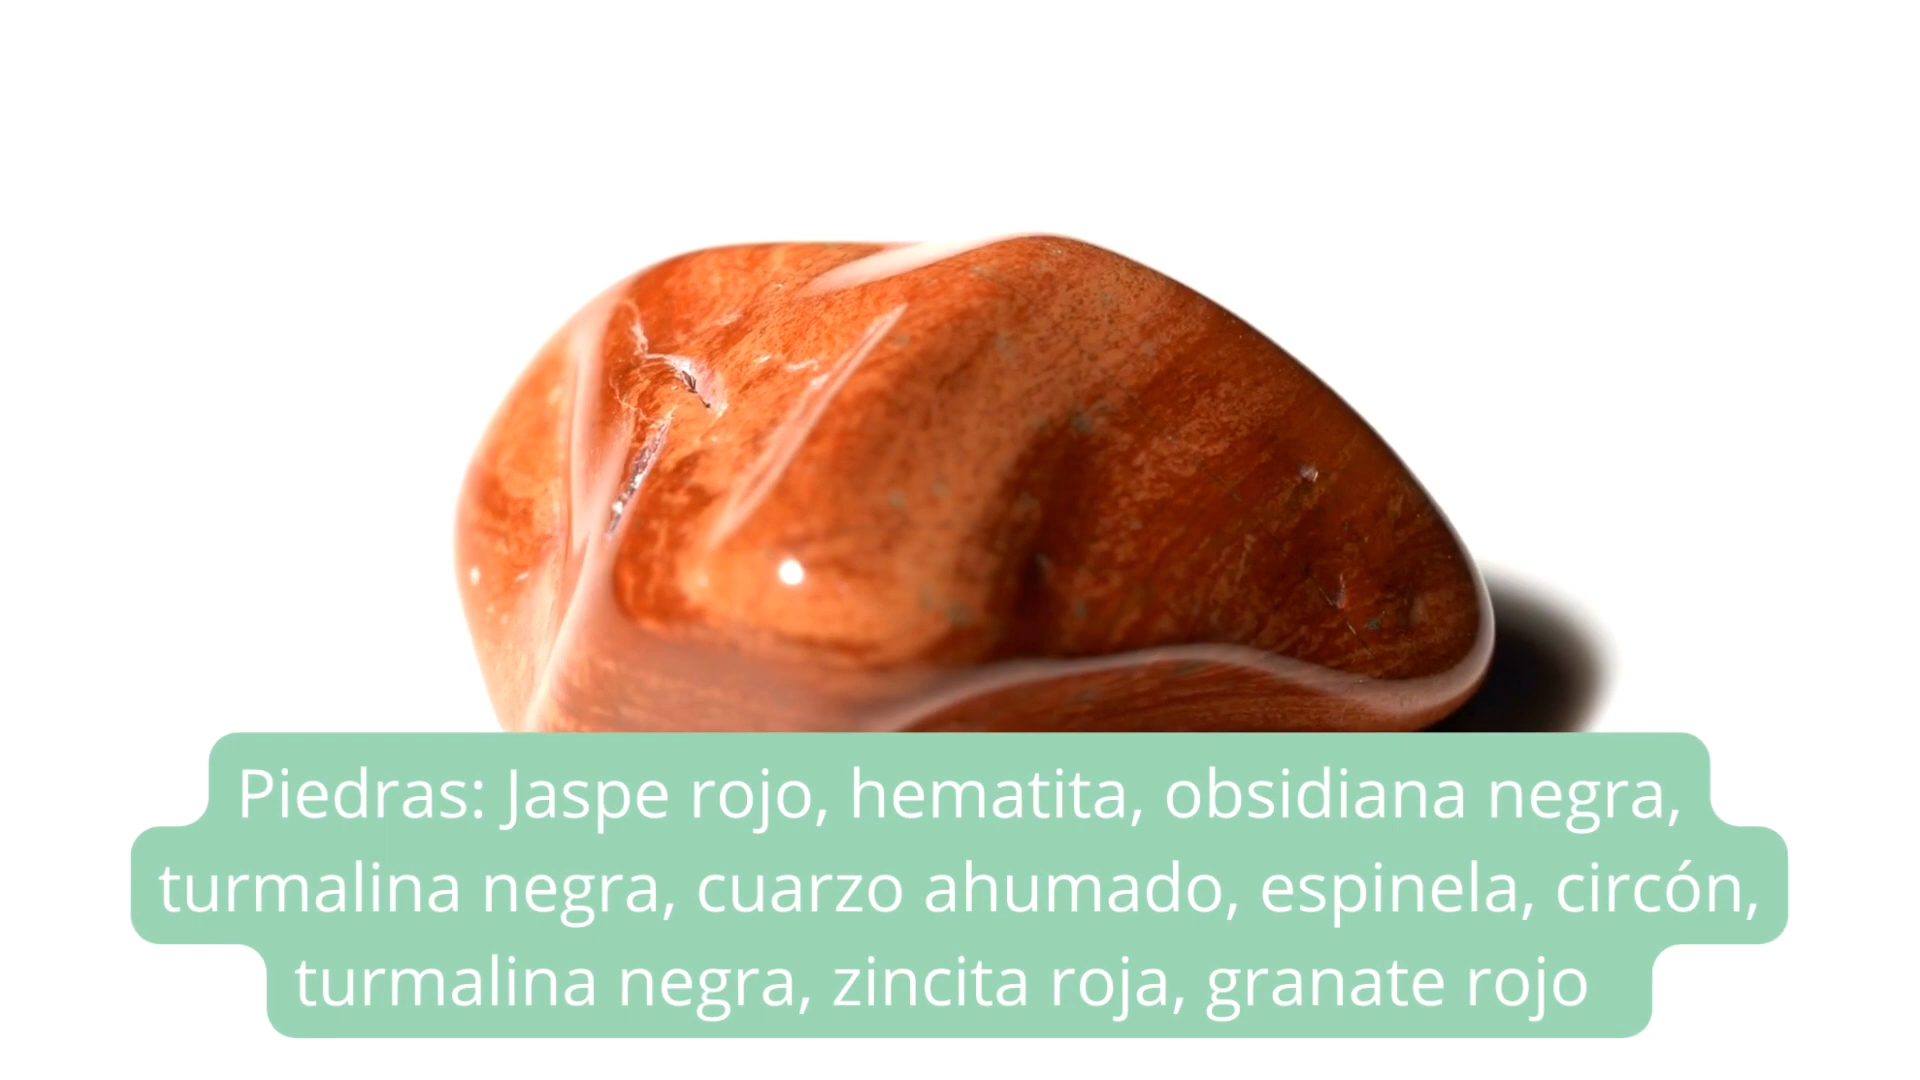 Piedras: Jaspe rojo, hematita, obsidiana negra,
turmalina negra, cuarzo ahumado, espinela, circón,
turmalina negra, zincita roja, granate rojo